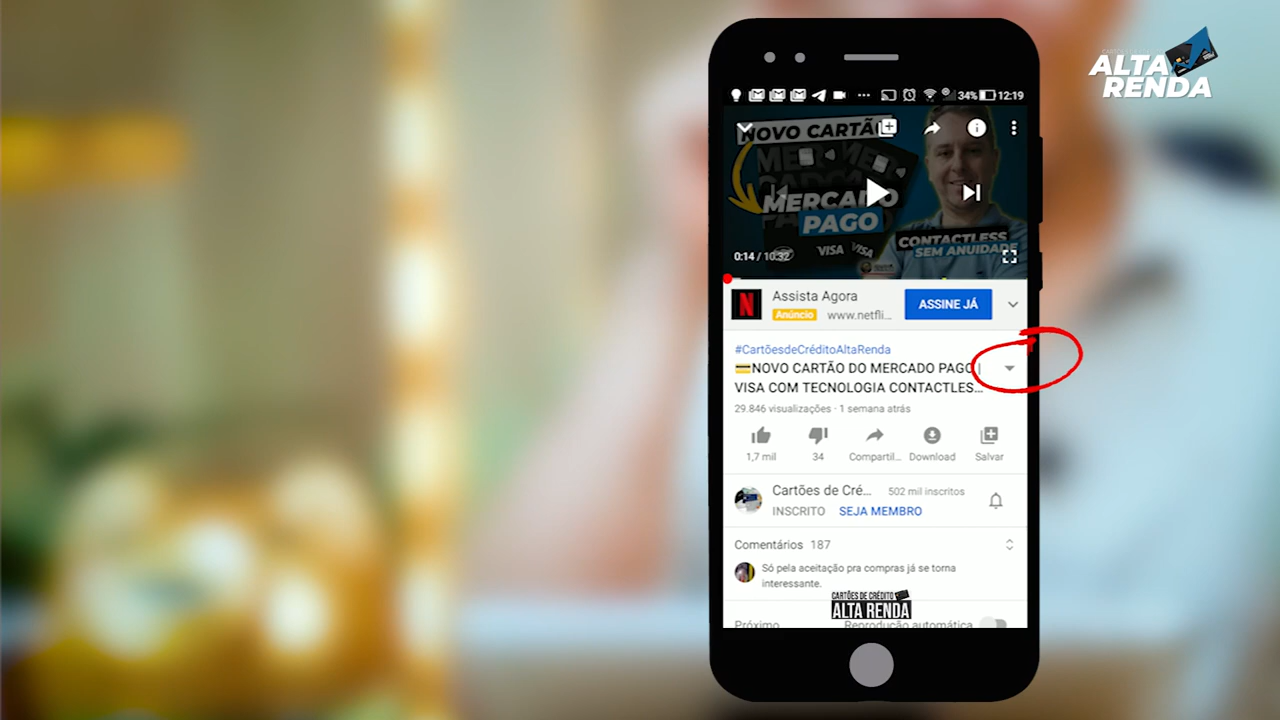 ALTA
RENDA
34% 12:19
NOVO CARTÃO
MERCADO
PAGO
VISA VISA
CONTACTLESS
SEM ANUIDADE
0:14 / 10:32
N
Assista Agora
Anúncio www.netfli...
ASSINE JÁ
#CartõesdeCréditoAltaRenda
NOVO CARTÃO DO MERCADO PAGO |
VISA COM TECNOLOGIA CONTACTLES...
29.846 visualizações · 1 semana atrás
1,7 mil 34 Compartil... Download Salvar
Cartões de Cré... 502 mil inscritos
INSCRITO SEJA MEMBRO
Comentários 187
Só pela aceitação pra compras já se torna
interessante.
CARTÕES DE CRÉDITO
ALTA RENDA
Próximo Reprodução automática